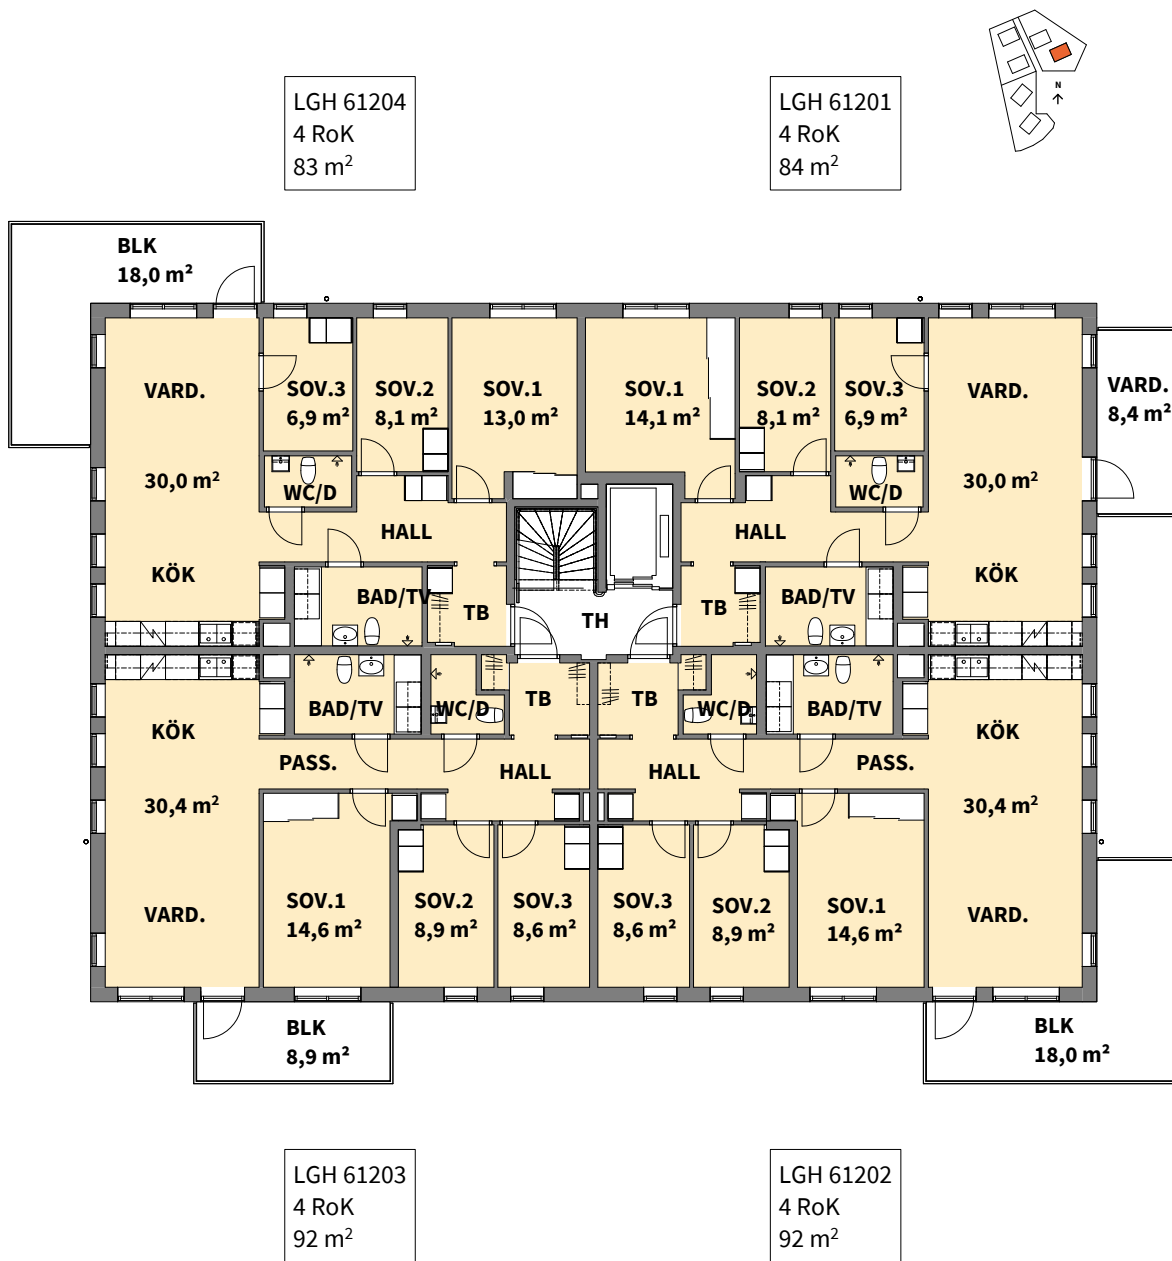 N
LGH 61204
4 RoK
83 m²
LGH 61201
4 RoK
84 m²
BLK
18,0 m²
VARD.
SOV.3
6,9 m²
SOV.2
8,1 m²
SOV.1
13,0 m²
SOV.1
14,1 m²
SOV.2
8,1 m²
SOV.3
6,9 m²
VARD.
VARD.
8,4 m²
30,0 m²
WC/D
WC/D
30,0 m²
HALL
HALL
KÖK
BAD/TV
TB
TH
TB
BAD/TV
KÖK
KÖK
BAD/TV
WC/D
TB
TB
WC/D
BAD/TV
KÖK
PASS.
HALL
HALL
PASS.
30,4 m²
30,4 m²
VARD.
SOV.1
14,6 m²
SOV.2
8,9 m²
SOV.3
8,6 m²
SOV.3
8,6 m²
SOV.2
8,9 m²
SOV.1
14,6 m²
VARD.
BLK
8,9 m²
BLK
18,0 m²
LGH 61203
4 RoK
92 m²
LGH 61202
4 RoK
92 m²